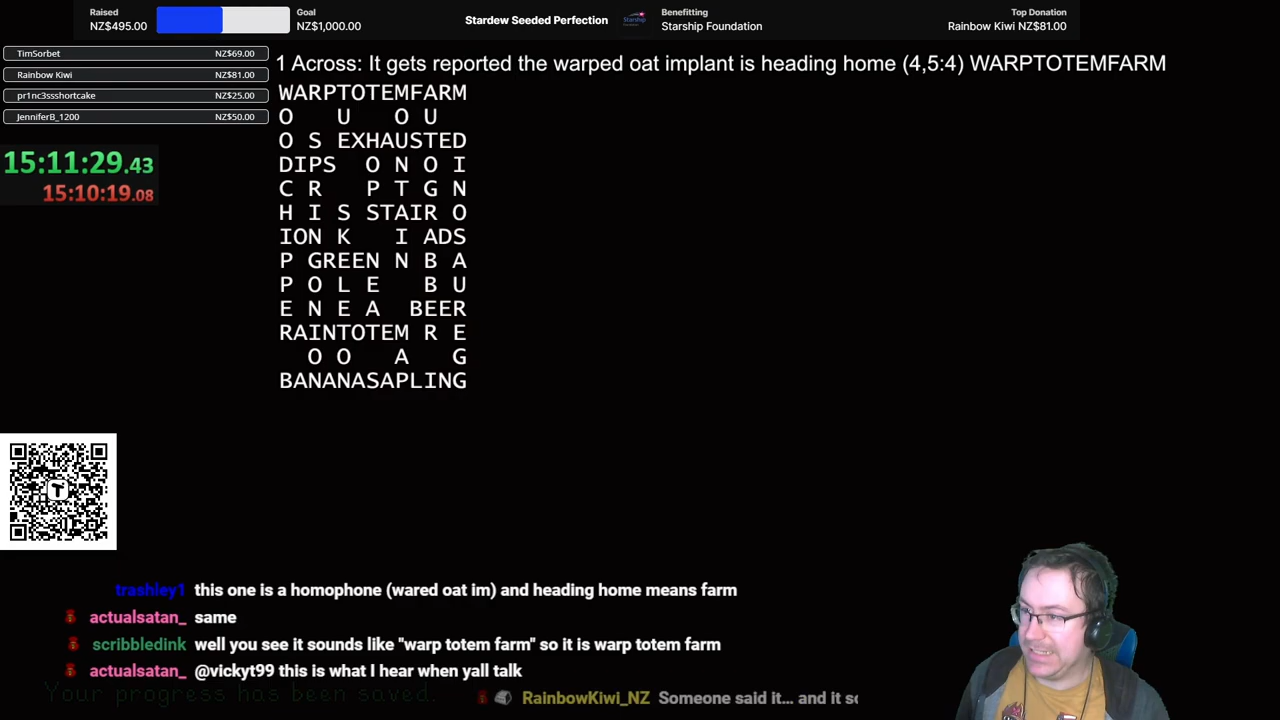 Raised
NZ$495.00
Goal
NZ$1,000.00
Stardew Seeded Perfection
Starship
Benefitting
Starship Foundation
Top Donation
Rainbow Kiwi NZ$81.00
TimSorbet NZ$69.00
Rainbow Kiwi NZ$81.00
pr1nc3ssshortcake NZ$25.00
JenniferB_1200 NZ$50.00
15:11:29.43
15:10:19.08
1 Across: It gets reported the warped oat implant is heading home (4,5:4) WARPTOTEMFARM
WARPTOTEMFARM
O U O U
O S EXHAUSTED
DIPS O N O I
C R P T G N
H I S STAIR O
ION K I ADS
P GREEN N B A
P O L E B U
E N E A BEER
RAINTOTEM R E
O O A G
BANANASAPLING
T
trashley1 this one is a homophone (wared oat im) and heading home means farm
actualsatan_ same
scribbledink well you see it sounds like "warp totem farm" so it is warp totem farm
actualsatan_ @vickyt99 this is what I hear when yall talk
Your progress has been saved.
RainbowKiwi_NZ Someone said it... and it sc